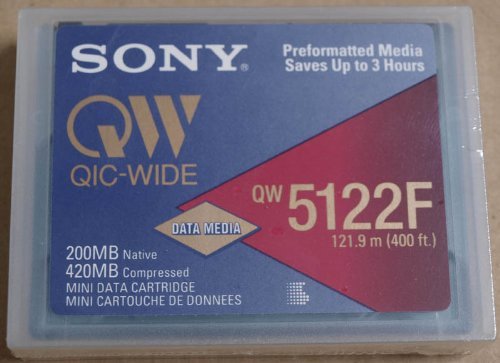 SONY®
Preformatted Media
Saves Up to 3 Hours
QW
QIC-WIDE
QW 5122F
121.9 m (400 ft.)
DATA MEDIA
200MB Native
420MB Compressed
MINI DATA CARTRIDGE
MINI CARTOUCHE DE DONNÉES